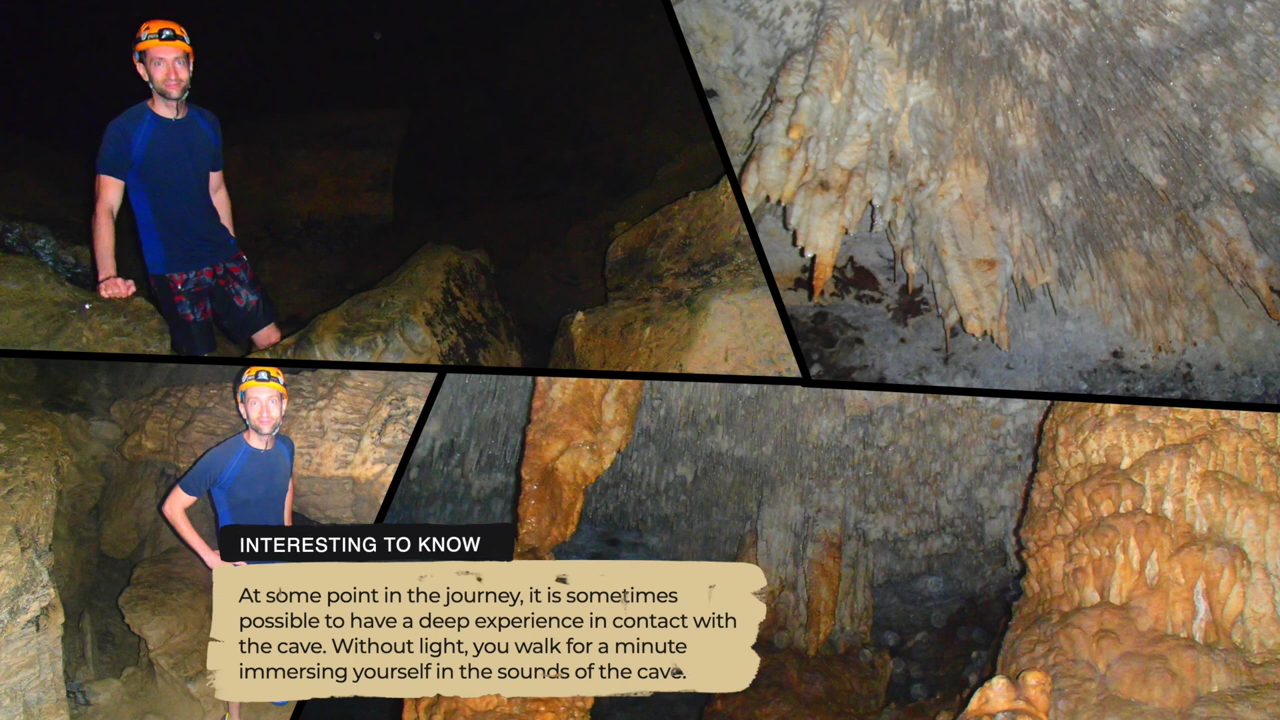 INTERESTING TO KNOW
At some point in the journey, it is sometimes
possible to have a deep experience in contact with
the cave. Without light, you walk for a minute
immersing yourself in the sounds of the cave.